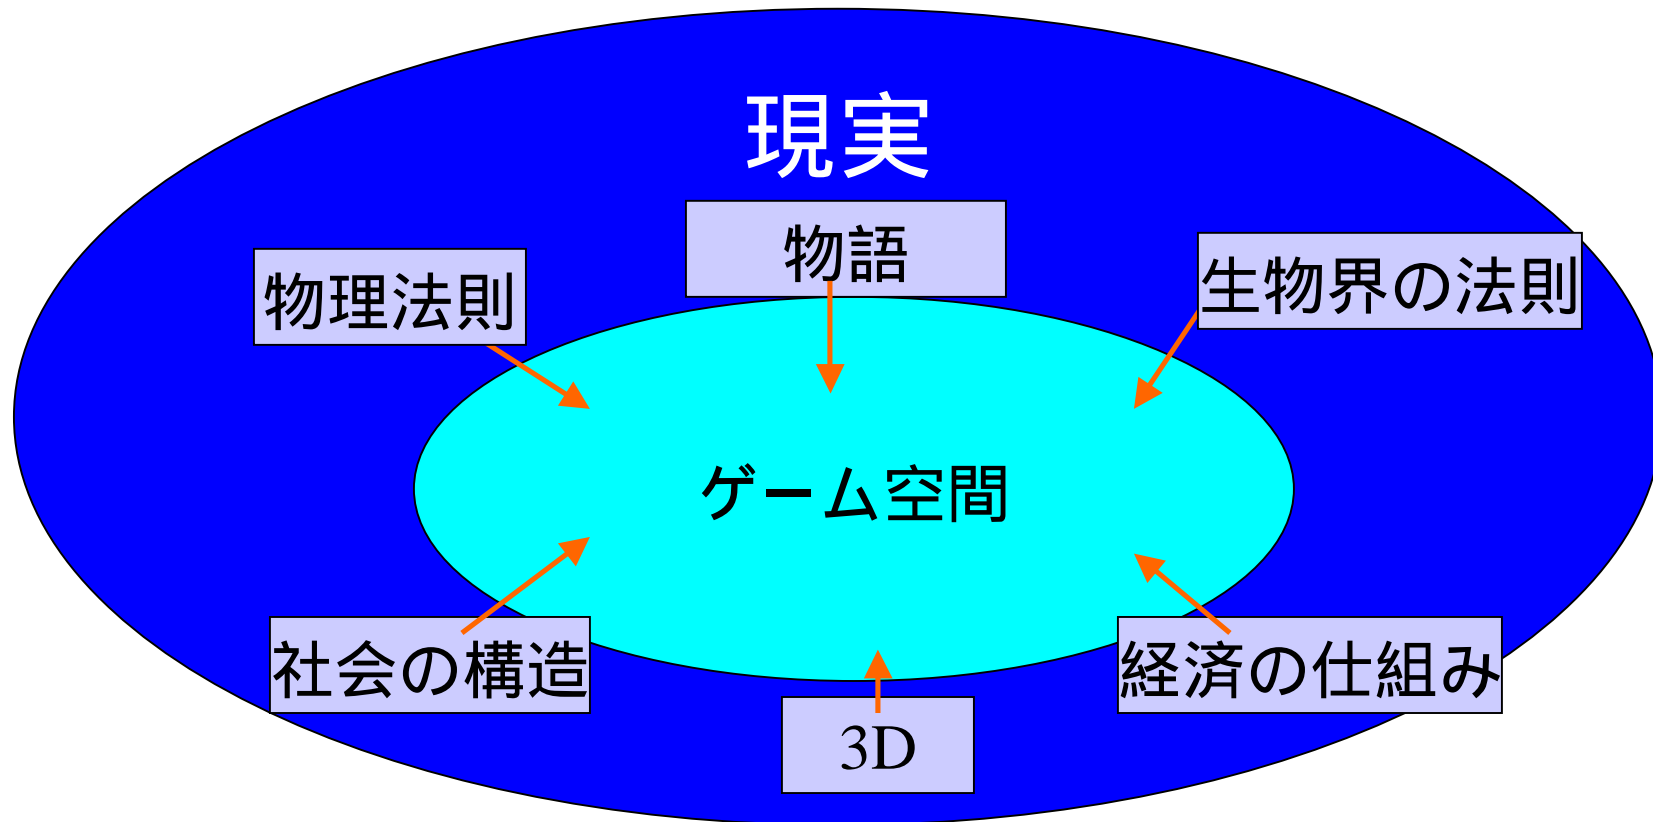 現実
物語
物理法則
生物界の法則
ゲーム空間
社会の構造
経済の仕組み
3D